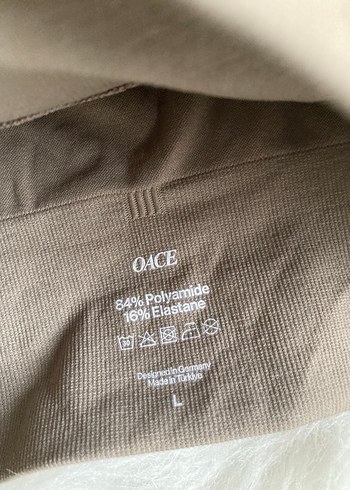 OACE
84% Polyamide
16% Elastane
Designed in Germany
Made in Türkiye
L